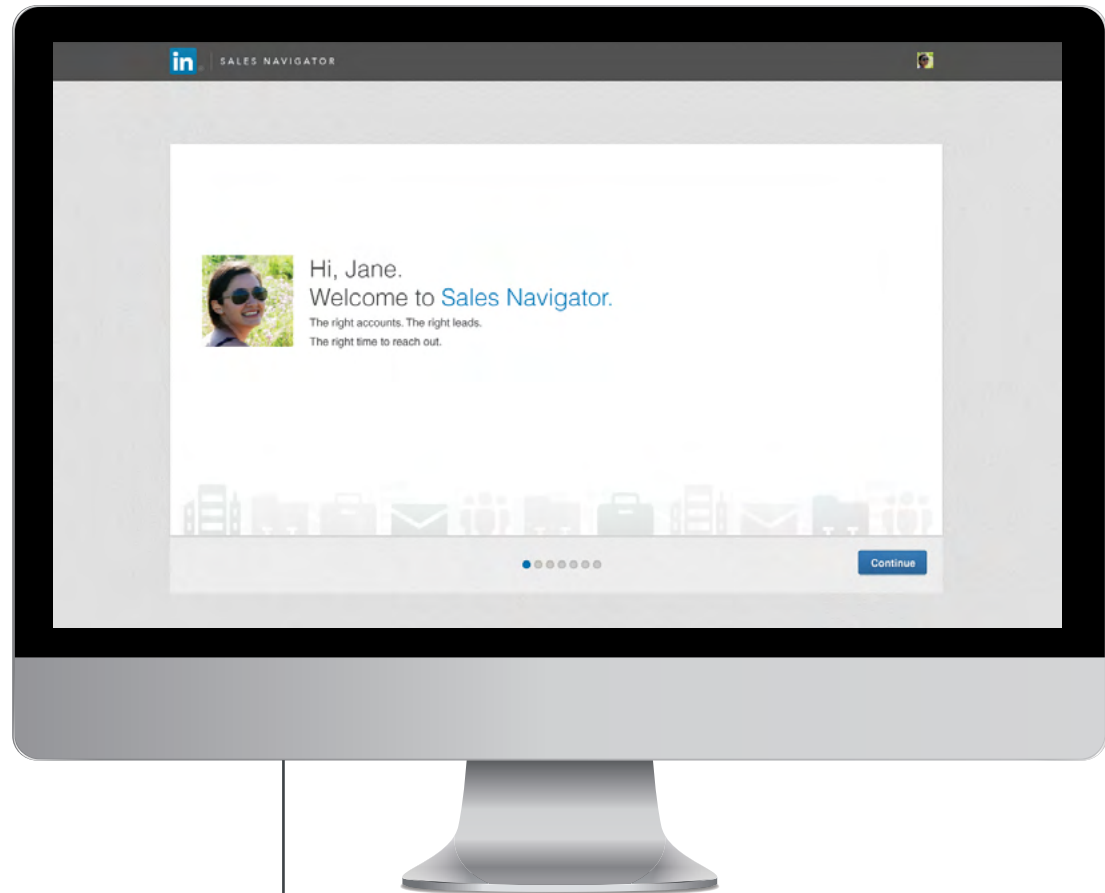 in
SALES NAVIGATOR
Hi, Jane.
Welcome to Sales Navigator.
The right accounts. The right leads.
The right time to reach out.
Continue